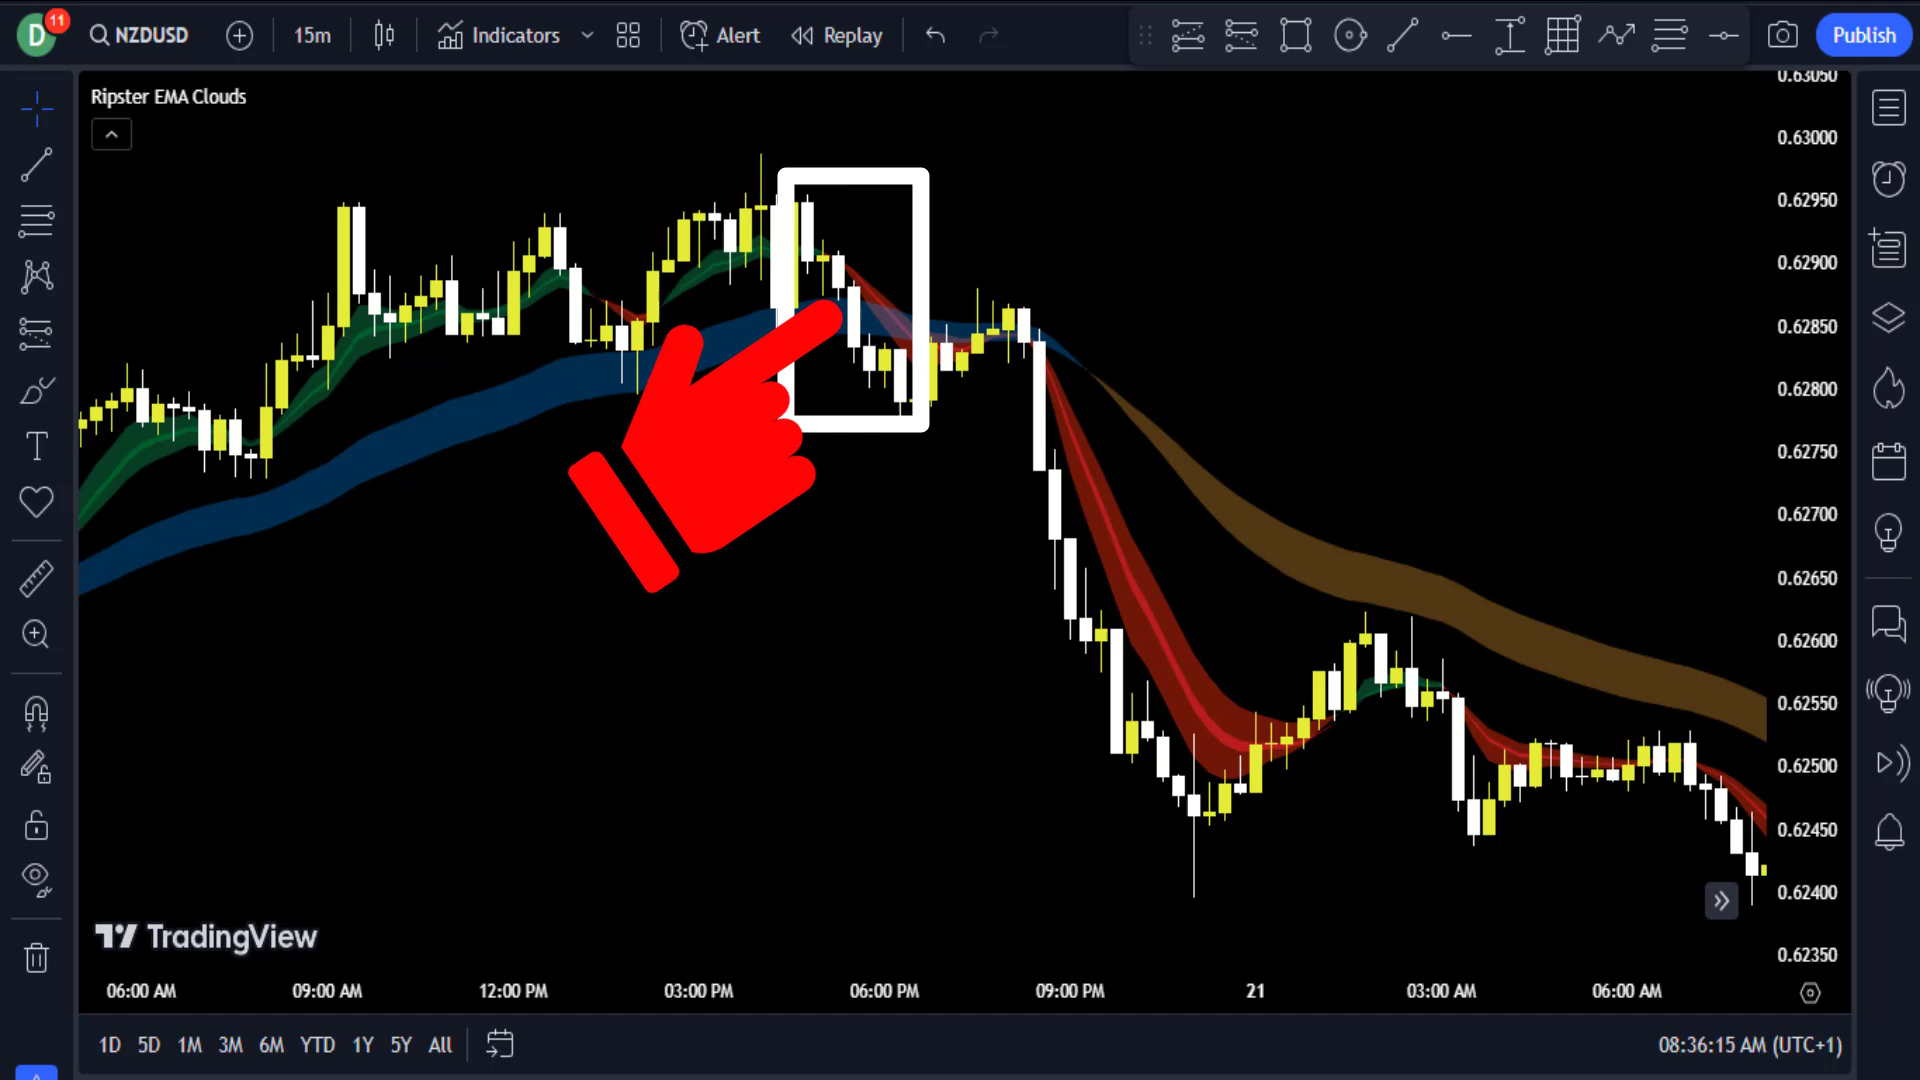 D
11
NZDUSD
15m
Indicators
Alert
Replay
Publish
Ripster EMA Clouds
0.63050
0.63000
0.62950
0.62900
0.62850
0.62800
0.62750
0.62700
0.62650
0.62600
0.62550
0.62500
0.62450
0.62400
0.62350
TradingView
06:00 AM 09:00 AM 12:00 PM 03:00 PM 06:00 PM 09:00 PM 21 03:00 AM 06:00 AM
1D 5D 1M 3M 6M YTD 1Y 5Y All
08:36:15 AM (UTC+1)